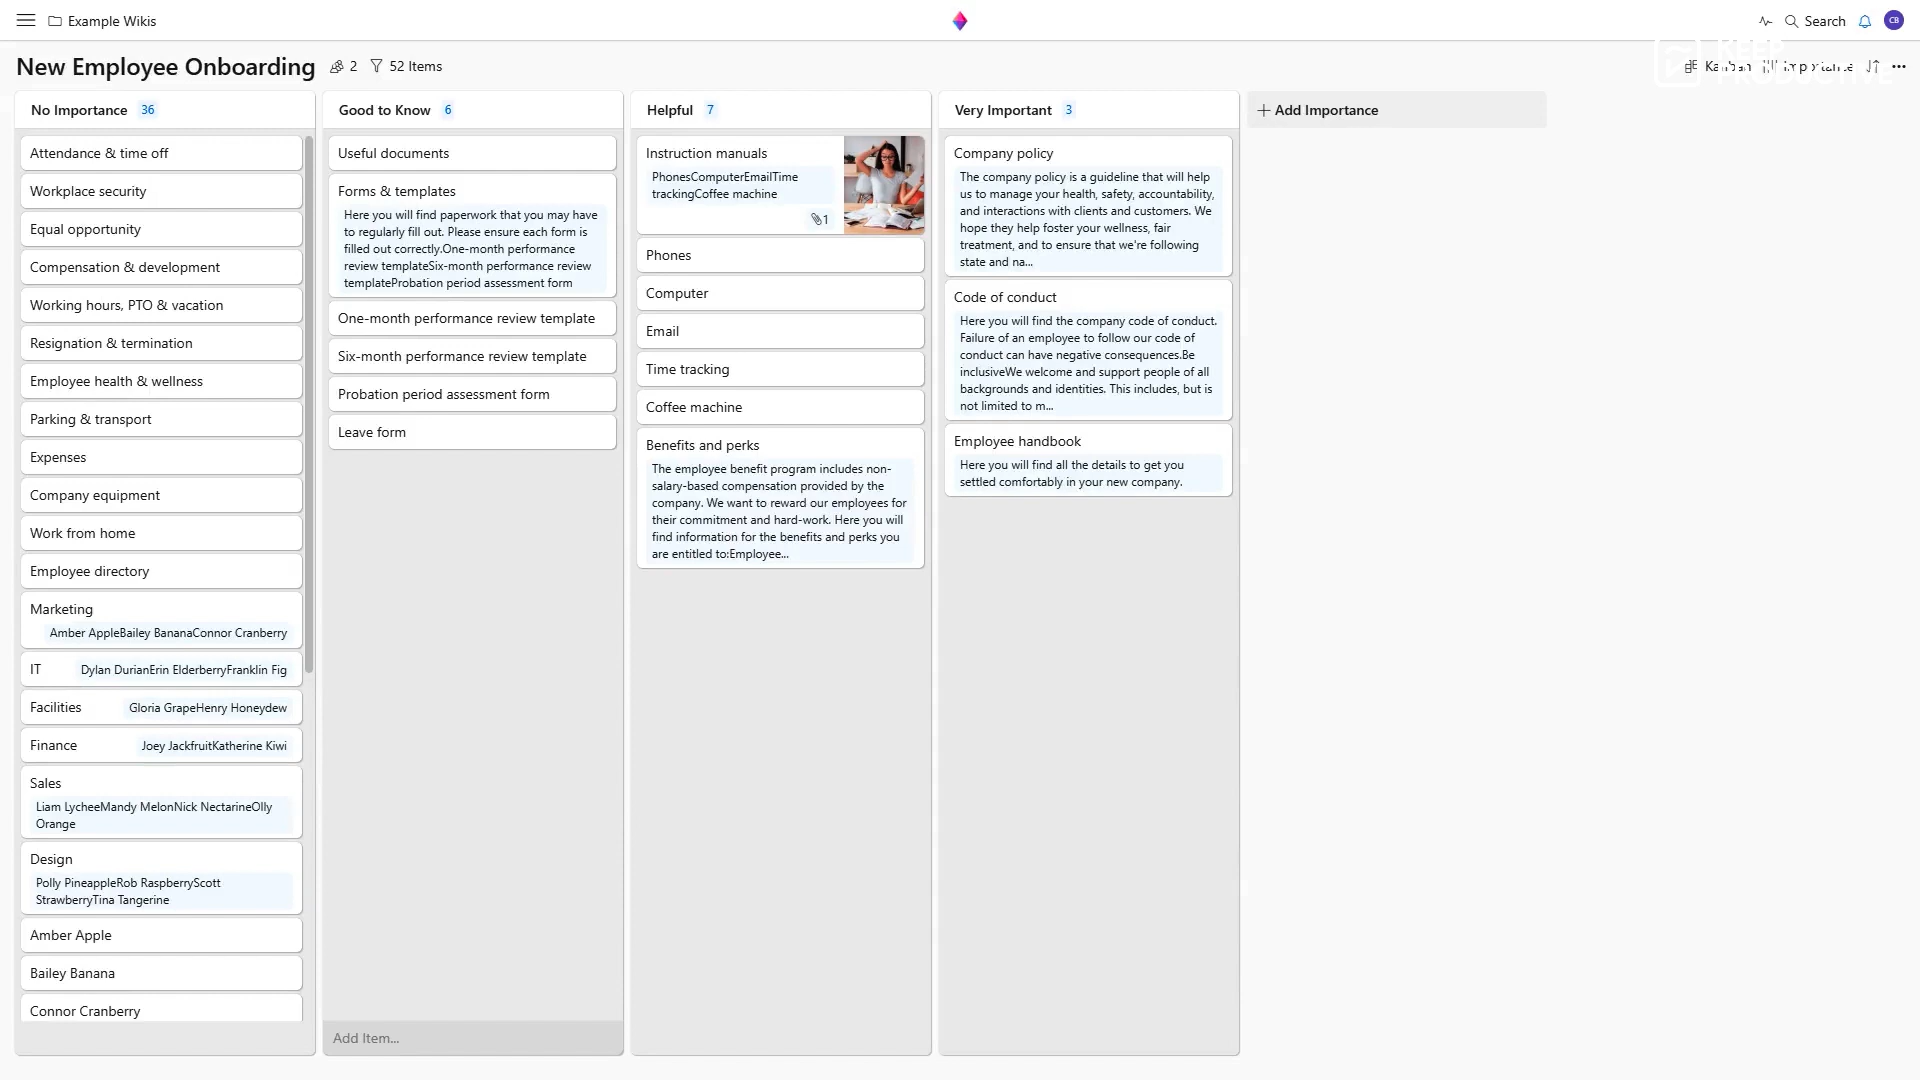 Example Wikis
Search
CB
New Employee Onboarding
2
52 Items
KEEP
PRODUCTIVE
Kanban
Importance
No Importance 36
Attendance & time off
Workplace security
Equal opportunity
Compensation & development
Working hours, PTO & vacation
Resignation & termination
Employee health & wellness
Parking & transport
Expenses
Company equipment
Work from home
Employee directory
Marketing
Amber AppleBailey BananaConnor Cranberry
IT
Dylan DurianErin ElderberryFranklin Fig
Facilities
Gloria GrapeHenry Honeydew
Finance
Joey JackfruitKatherine Kiwi
Sales
Liam LycheeMandy MelonNick NectarineOlly
Orange
Design
Polly PineappleRob RaspberryScott
StrawberryTina Tangerine
Amber Apple
Bailey Banana
Connor Cranberry
Good to Know 6
Useful documents
Forms & templates
Here you will find paperwork that you may have
to regularly fill out. Please ensure each form is
filled out correctly.One-month performance
review templateSix-month performance review
templateProbation period assessment form
One-month performance review template
Six-month performance review template
Probation period assessment form
Leave form
Add Item...
Helpful 7
Instruction manuals
PhonesComputerEmailTime
trackingCoffee machine
1
Phones
Computer
Email
Time tracking
Coffee machine
Benefits and perks
The employee benefit program includes non-
salary-based compensation provided by the
company. We want to reward our employees for
their commitment and hard-work. Here you will
find information for the benefits and perks you
are entitled to:Employee...
Very Important 3
Company policy
The company policy is a guideline that will help
us to manage your health, safety, accountability,
and interactions with clients and customers. We
hope they help foster your wellness, fair
treatment, and to ensure that we're following
state and na...
Code of conduct
Here you will find the company code of conduct.
Failure of an employee to follow our code of
conduct can have negative consequences.Be
inclusiveWe welcome and support people of all
backgrounds and identities. This includes, but is
not limited to m...
Employee handbook
Here you will find all the details to get you
settled comfortably in your new company.
Add Importance